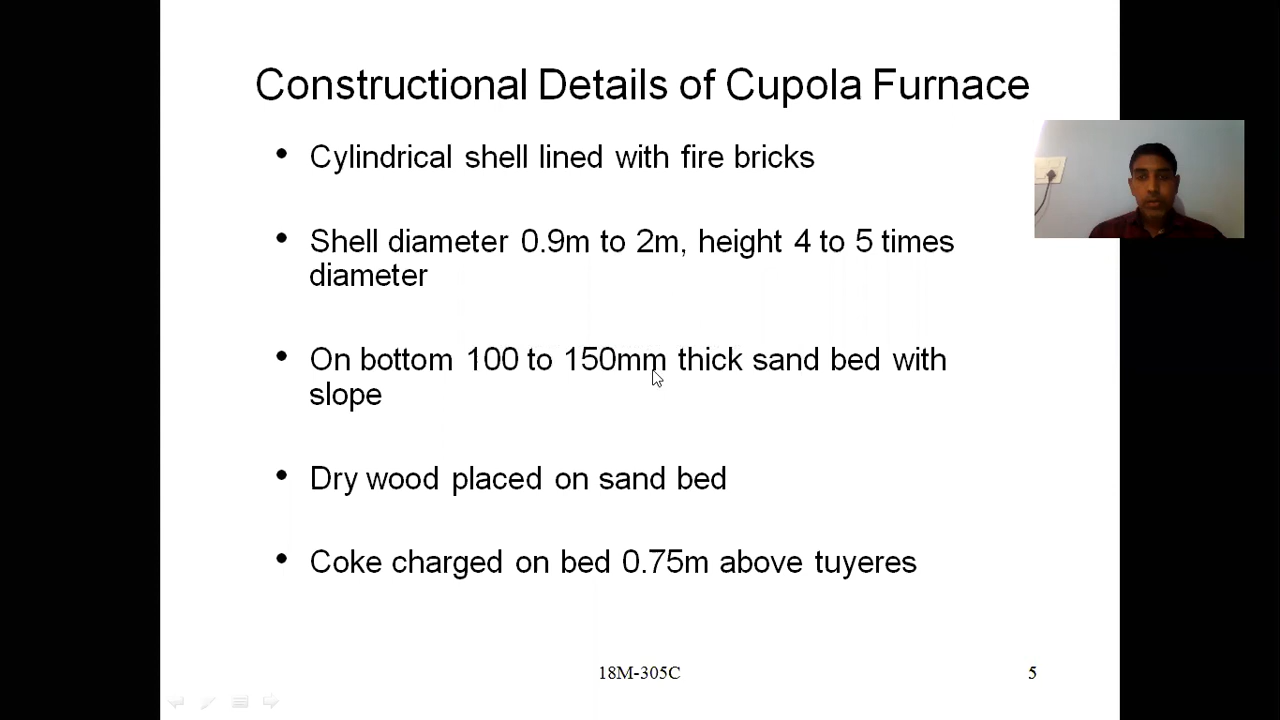 Constructional Details of Cupola Furnace
• Cylindrical shell lined with fire bricks
• Shell diameter 0.9m to 2m, height 4 to 5 times
diameter
• On bottom 100 to 150mm thick sand bed with
slope
• Dry wood placed on sand bed
• Coke charged on bed 0.75m above tuyeres
18M-305C
5